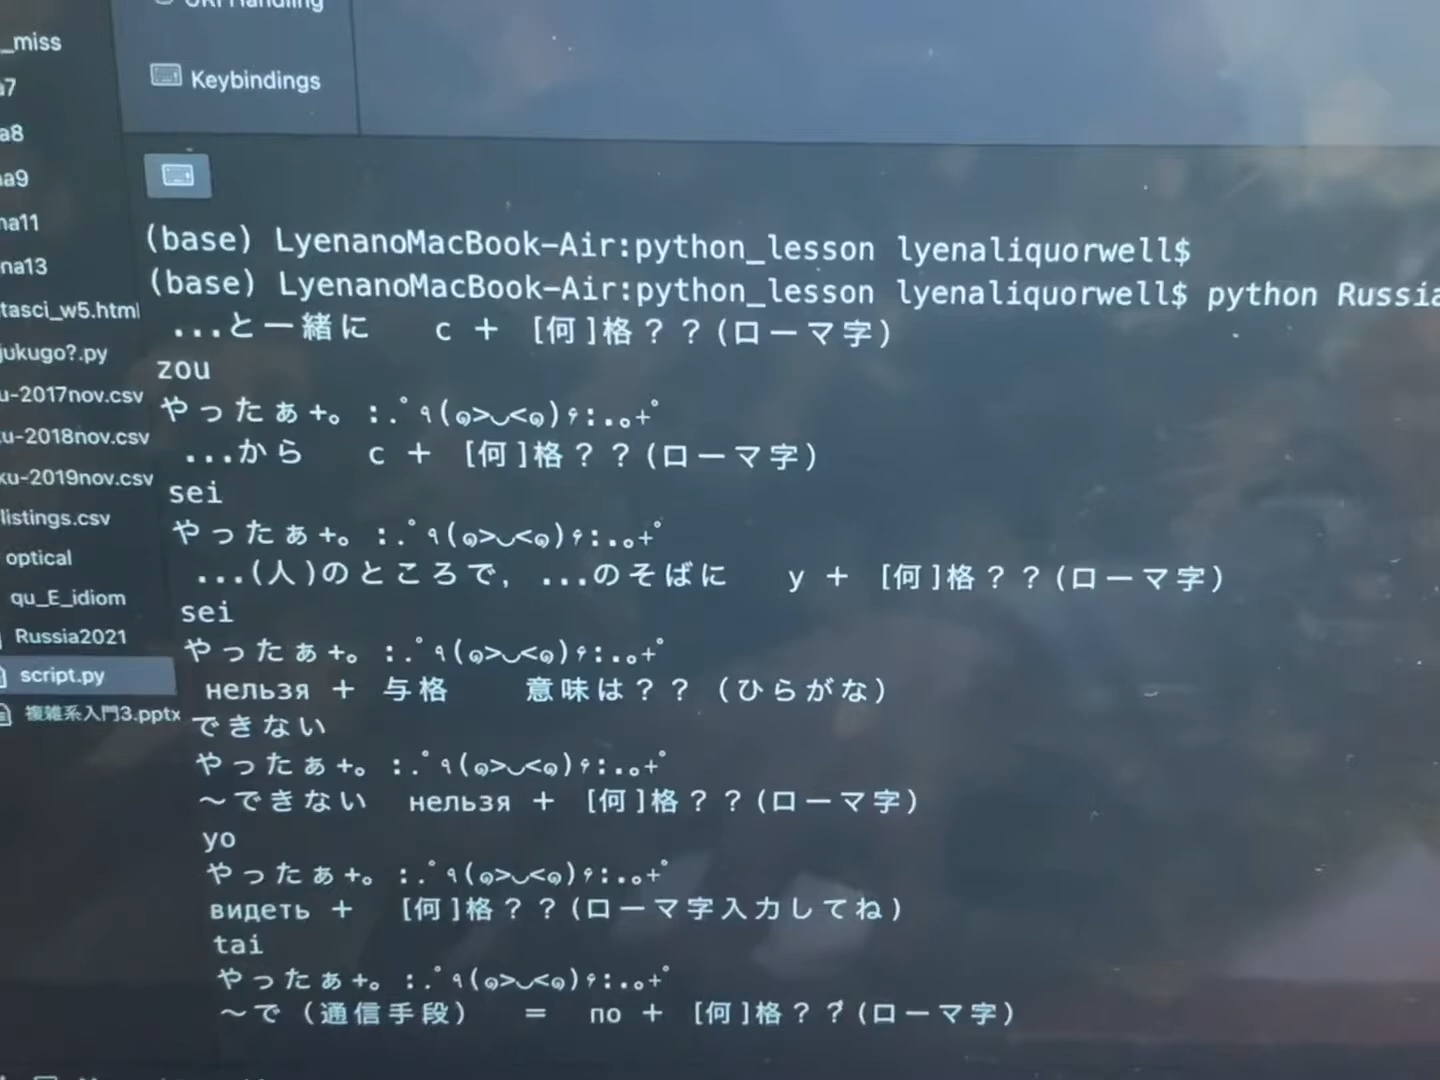 URI Handling
Keybindings
_miss
a7
a8
na9
na11
na13
tasci_w5.html
jukugo?.py
u-2017nov.csv
ku-2018nov.csv
ku-2019nov.csv
listings.csv
optical
qu_E_idiom
Russia2021
script.py
複雑系入門3.pptx
(base) LyenanoMacBook-Air:python_lesson lyenaliquorwell$
(base) LyenanoMacBook-Air:python_lesson lyenaliquorwell$ python Russia
...と一緒に c + [何]格??(ローマ字)
zou
やったぁ+。:.ﾟ٩(๑>◡<๑)۶:.｡+ﾟ
...から c + [何]格??(ローマ字)
sei
やったぁ+。:.ﾟ٩(๑>◡<๑)۶:.｡+ﾟ
...(人)のところで, ...のそばに y + [何]格??(ローマ字)
sei
やったぁ+。:.ﾟ٩(๑>◡<๑)۶:.｡+ﾟ
нельзя + 与格 意味は??(ひらがな)
できない
やったぁ+。:.ﾟ٩(๑>◡<๑)۶:.｡+ﾟ
〜できない нельзя + [何]格??(ローマ字)
yo
やったぁ+。:.ﾟ٩(๑>◡<๑)۶:.｡+ﾟ
видеть + [何]格??(ローマ字入力してね)
tai
やったぁ+。:.ﾟ٩(๑>◡<๑)۶:.｡+ﾟ
〜で(通信手段) = по + [何]格??(ローマ字)